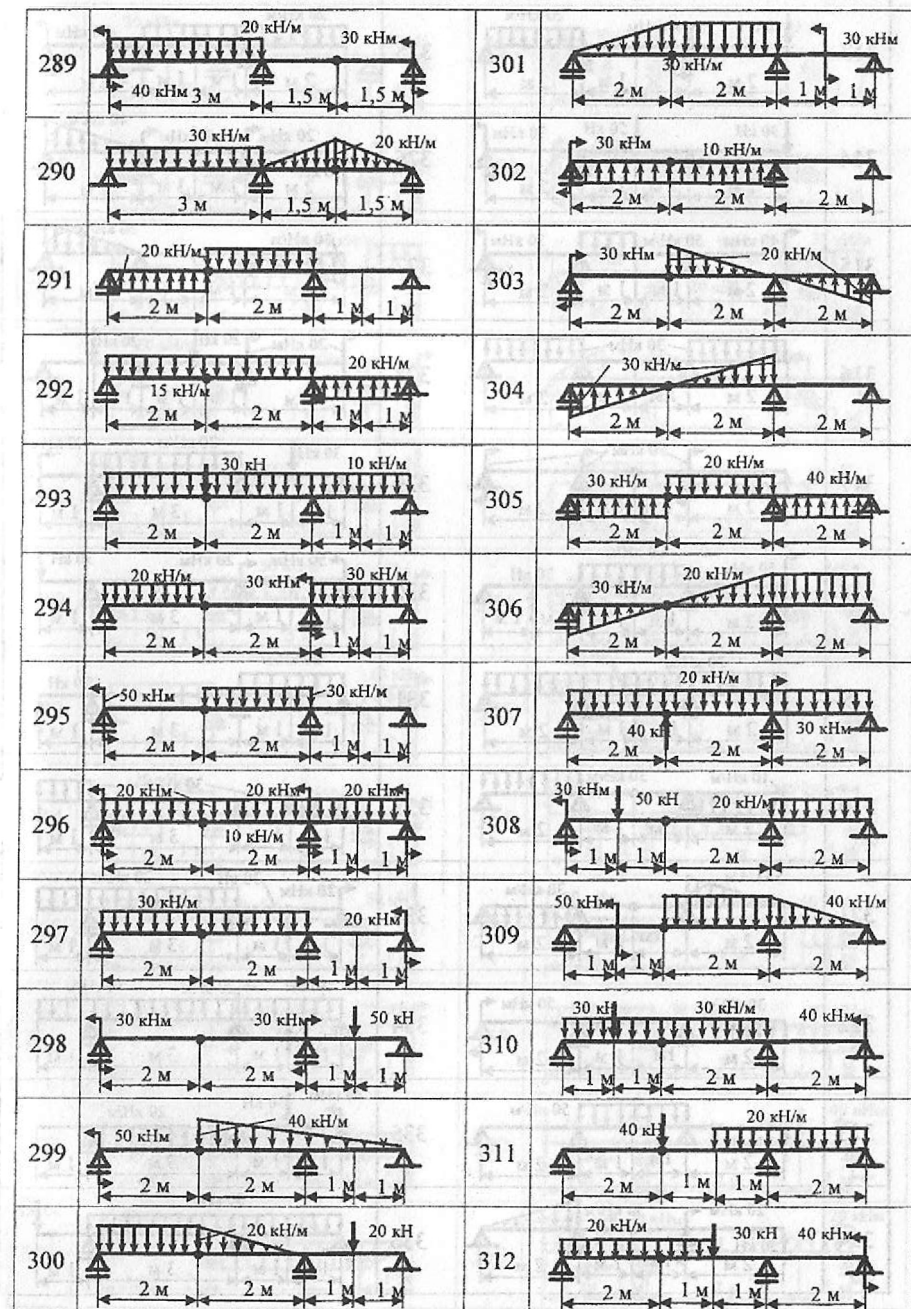 289
20 кН/м
30 кНм
40 кНм
3 м
1,5 м
1,5 м
290
30 кН/м
20 кН/м
3 м
1,5 м
1,5 м
291
20 кН/м
2 м
2 м
1 м
1 м
292
20 кН/м
15 кН/м
2 м
2 м
1 м
1 м
293
30 кН
10 кН/м
2 м
2 м
1 м
1 м
294
20 кН/м
30 кНм
30 кН/м
2 м
2 м
1 м
1 м
295
50 кНм
30 кН/м
2 м
2 м
1 м
1 м
296
20 кНм
20 кНм
20 кНм
10 кН/м
2 м
2 м
1 м
1 м
297
30 кН/м
20 кНм
2 м
2 м
1 м
1 м
298
30 кНм
30 кНм
50 кН
2 м
2 м
1 м
1 м
299
50 кНм
40 кН/м
2 м
2 м
1 м
1 м
300
20 кН/м
20 кН
2 м
2 м
1 м
1 м
301
30 кНм
30 кН/м
2 м
2 м
1 м
1 м
302
30 кНм
10 кН/м
2 м
2 м
2 м
303
30 кНм
20 кН/м
2 м
2 м
2 м
304
30 кН/м
2 м
2 м
2 м
305
30 кН/м
20 кН/м
40 кН/м
2 м
2 м
2 м
306
30 кН/м
20 кН/м
2 м
2 м
2 м
307
20 кН/м
40 кН
30 кНм
2 м
2 м
2 м
308
30 кНм
50 кН
20 кН/м
1 м
1 м
2 м
2 м
309
50 кНм
40 кН/м
1 м
1 м
2 м
2 м
310
30 кН
30 кН/м
40 кНм
1 м
1 м
2 м
2 м
311
40 кН
20 кН/м
2 м
1 м
1 м
2 м
312
20 кН/м
30 кН
40 кНм
2 м
1 м
1 м
2 м